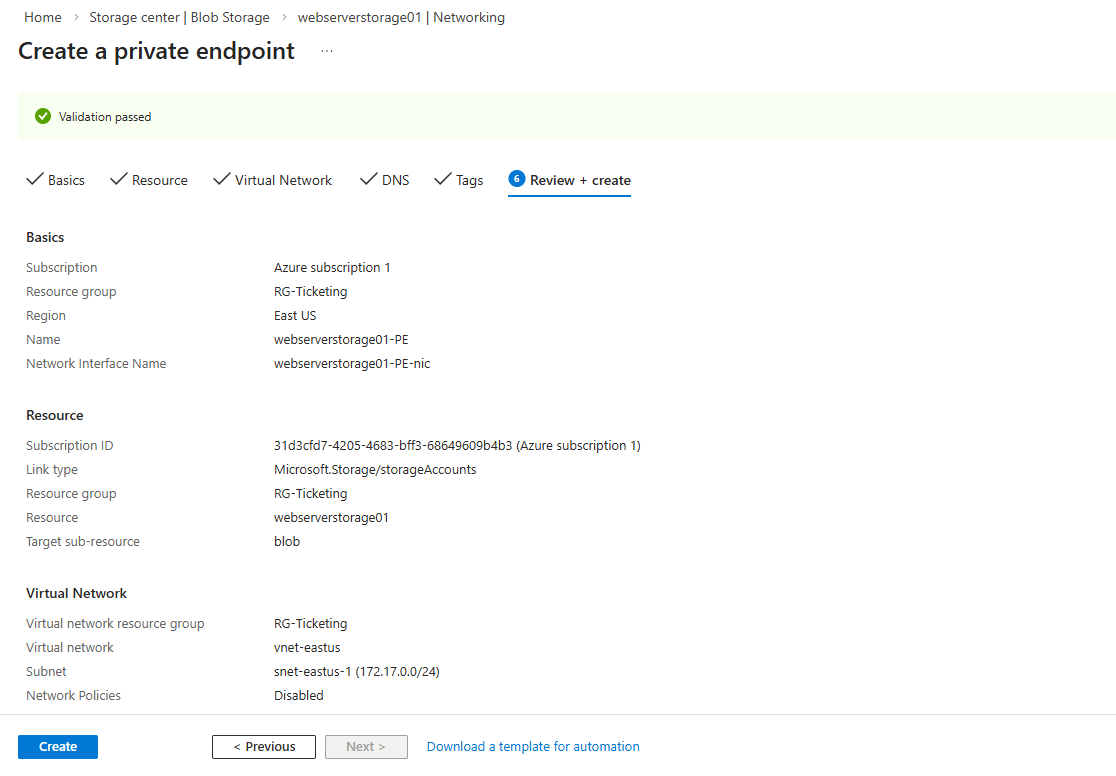 Home > Storage center | Blob Storage > webserverstorage01 | Networking
Create a private endpoint ...
Validation passed
Basics Resource Virtual Network DNS Tags 6 Review + create
Basics
Subscription Azure subscription 1
Resource group RG-Ticketing
Region East US
Name webserverstorage01-PE
Network Interface Name webserverstorage01-PE-nic
Resource
Subscription ID 31d3cfd7-4205-4683-bff3-68649609b4b3 (Azure subscription 1)
Link type Microsoft.Storage/storageAccounts
Resource group RG-Ticketing
Resource webserverstorage01
Target sub-resource blob
Virtual Network
Virtual network resource group RG-Ticketing
Virtual network vnet-eastus
Subnet snet-eastus-1 (172.17.0.0/24)
Network Policies Disabled
Create < Previous Next > Download a template for automation